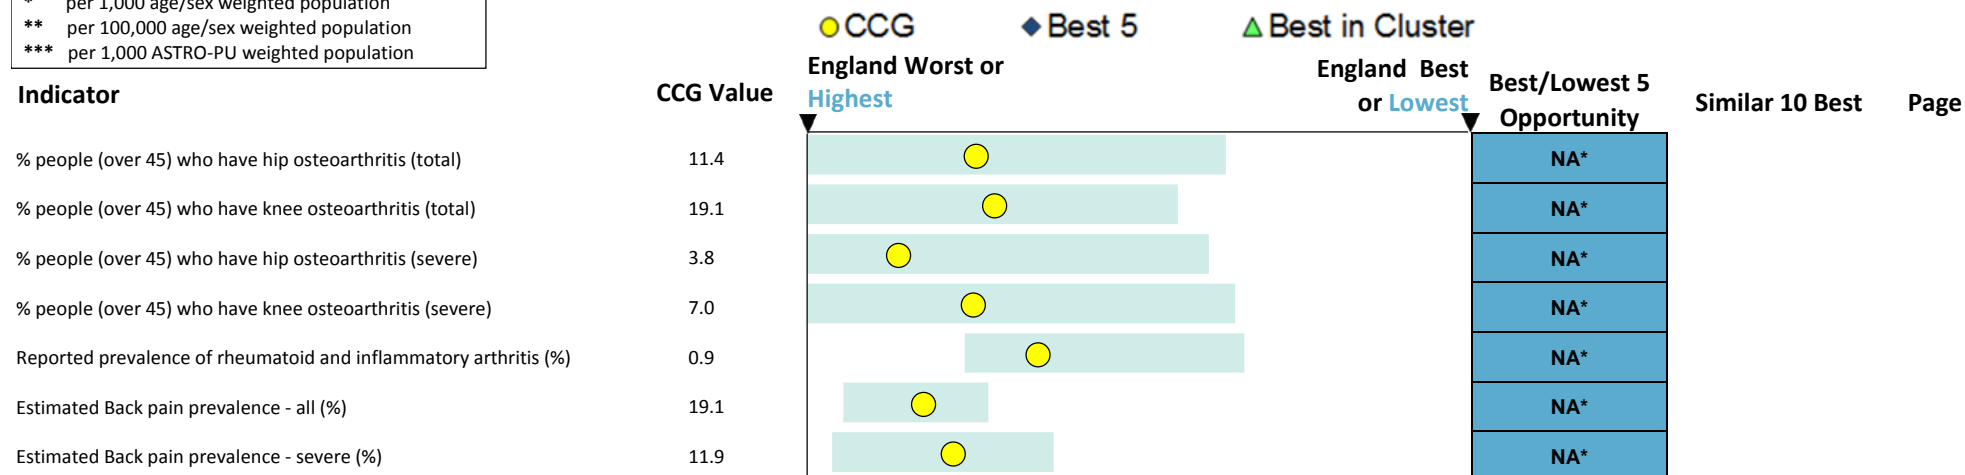 * per 1,000 age/sex weighted population
** per 100,000 age/sex weighted population
*** per 1,000 ASTRO-PU weighted population
CCG Best 5 Best in Cluster
Indicator CCG Value England Worst or Highest England Best or Lowest Best/Lowest 5 Opportunity Similar 10 Best Page
% people (over 45) who have hip osteoarthritis (total) 11.4 NA*
% people (over 45) who have knee osteoarthritis (total) 19.1 NA*
% people (over 45) who have hip osteoarthritis (severe) 3.8 NA*
% people (over 45) who have knee osteoarthritis (severe) 7.0 NA*
Reported prevalence of rheumatoid and inflammatory arthritis (%) 0.9 NA*
Estimated Back pain prevalence - all (%) 19.1 NA*
Estimated Back pain prevalence - severe (%) 11.9 NA*